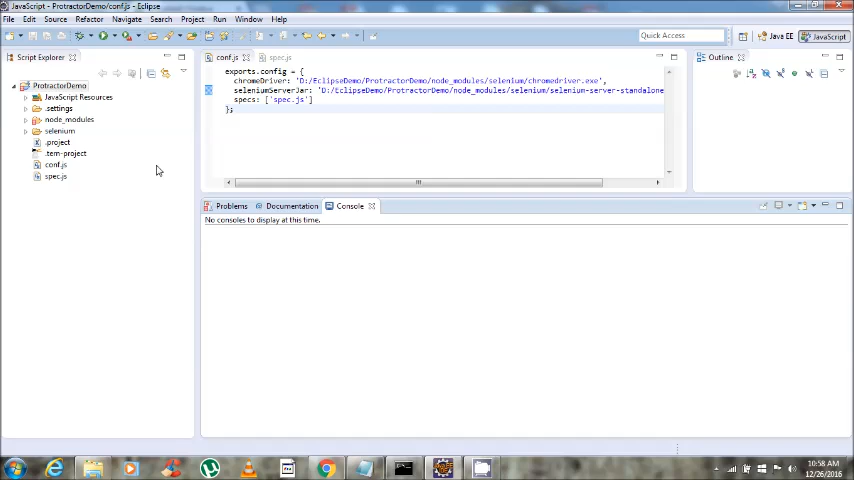 JavaScript - ProtractorDemo/conf.js - Eclipse
File Edit Source Refactor Navigate Search Project Run Window Help
Quick Access
Java EE
JavaScript
Script Explorer
conf.js
spec.js
Outline
ProtractorDemo
JavaScript Resources
.settings
node_modules
selenium
.project
.tern-project
conf.js
spec.js
exports.config = {
chromeDriver: 'D:/EclipseDemo/ProtractorDemo/node_modules/selenium/chromedriver.exe',
seleniumServerJar: 'D:/EclipseDemo/ProtractorDemo/node_modules/selenium/selenium-server-standalone
specs: ['spec.js']
};
Problems
Documentation
Console
No consoles to display at this time.
10:58 AM
12/26/2016